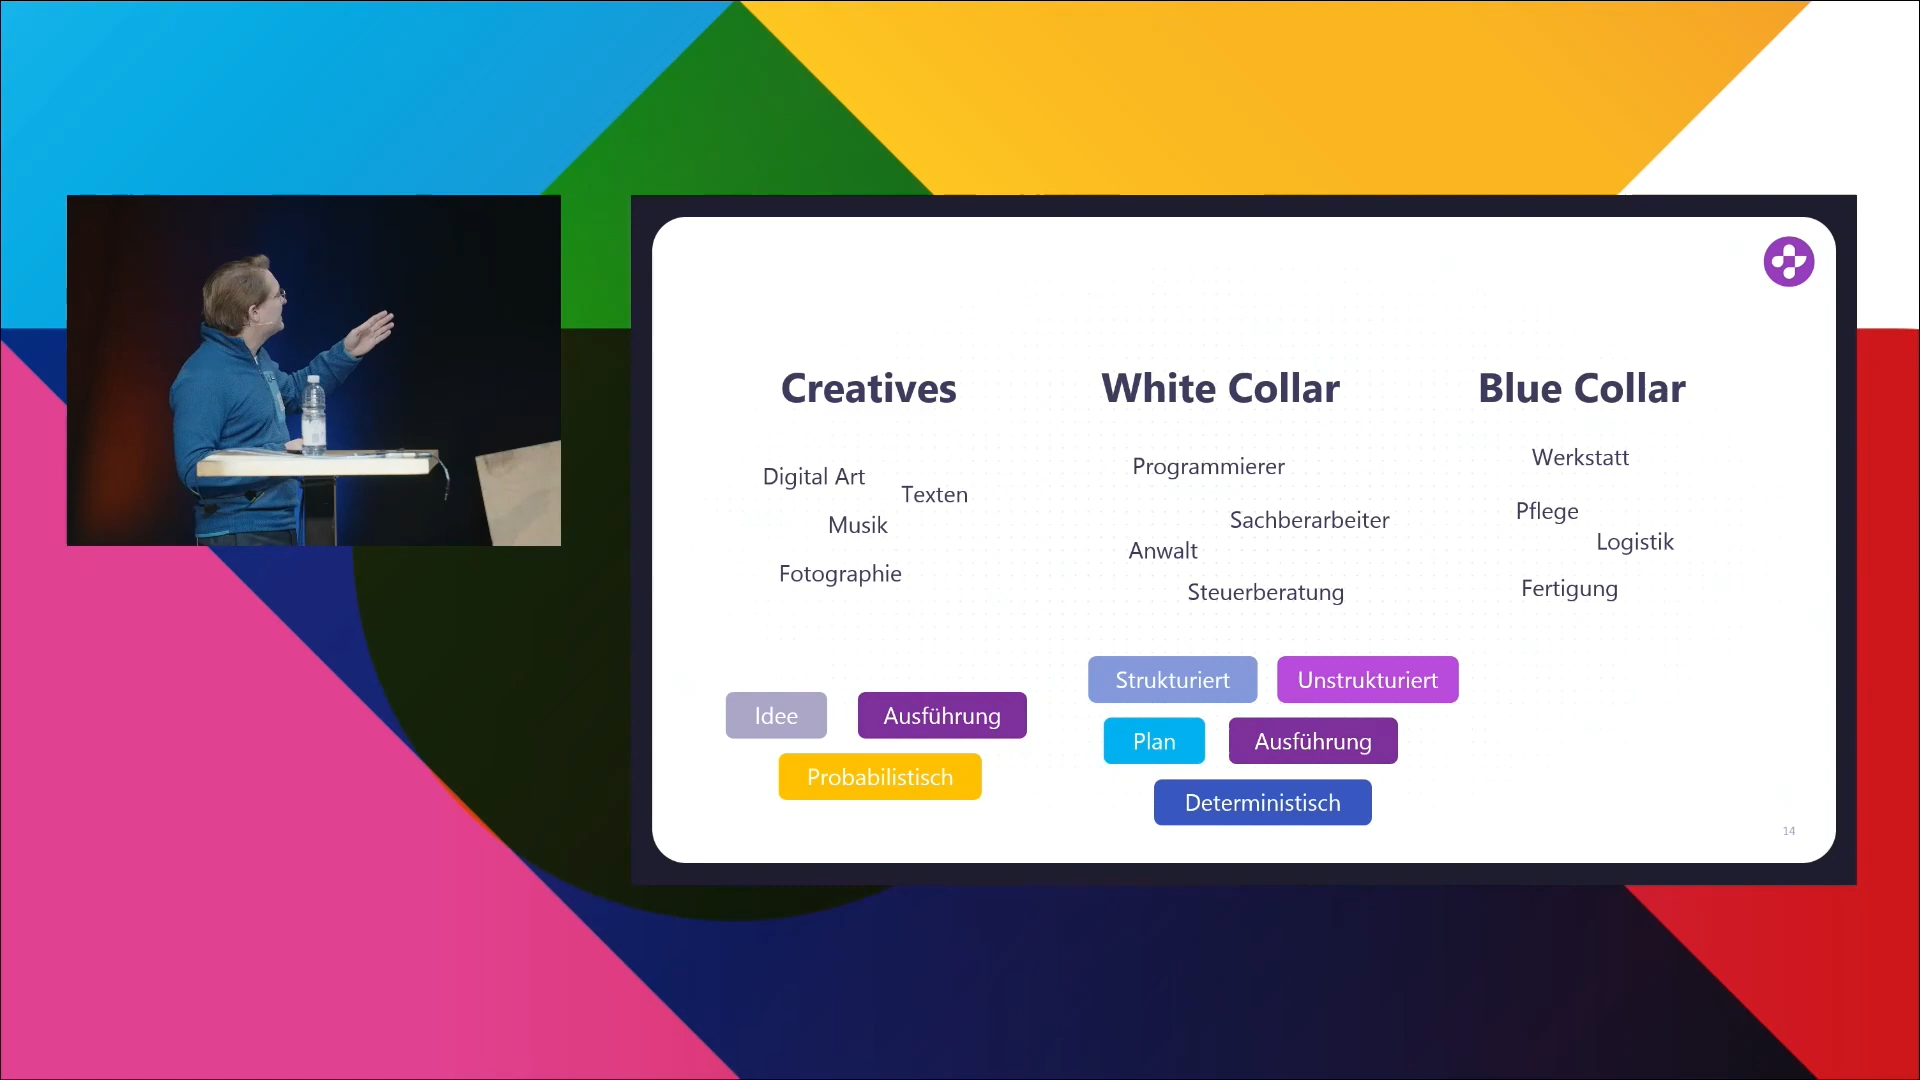 Creatives
Digital Art
Texten
Musik
Fotographie
Idee
Ausführung
Probabilistisch
White Collar
Programmierer
Sachberarbeiter
Anwalt
Steuerberatung
Strukturiert
Unstrukturiert
Plan
Ausführung
Deterministisch
Blue Collar
Werkstatt
Pflege
Logistik
Fertigung
14